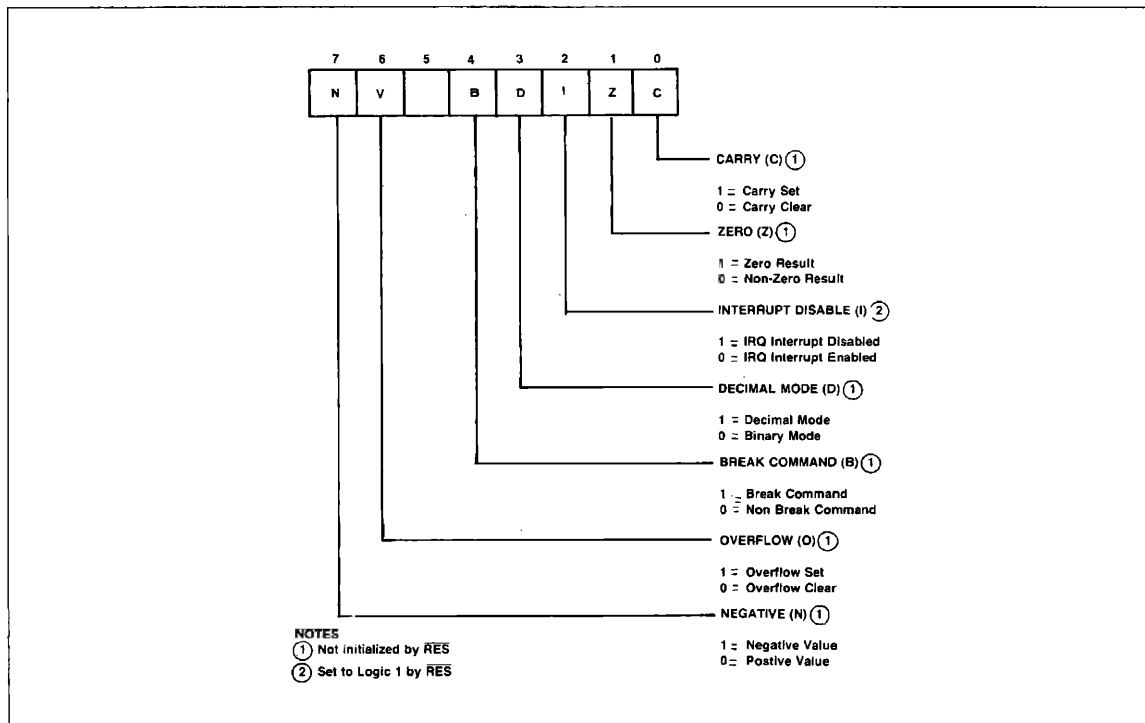 7 6 5 4 3 2 1 0
N V B D I Z C
CARRY (C) ①
1 = Carry Set
0 = Carry Clear
ZERO (Z) ①
1 = Zero Result
0 = Non-Zero Result
INTERRUPT DISABLE (I) ②
1 = IRQ Interrupt Disabled
0 = IRQ Interrupt Enabled
DECIMAL MODE (D) ①
1 = Decimal Mode
0 = Binary Mode
BREAK COMMAND (B) ①
1 = Break Command
0 = Non Break Command
OVERFLOW (O) ①
1 = Overflow Set
0 = Overflow Clear
NEGATIVE (N) ①
1 = Negative Value
0 = Postive Value
NOTES
① Not initialized by R̅E̅S̅
② Set to Logic 1 by R̅E̅S̅